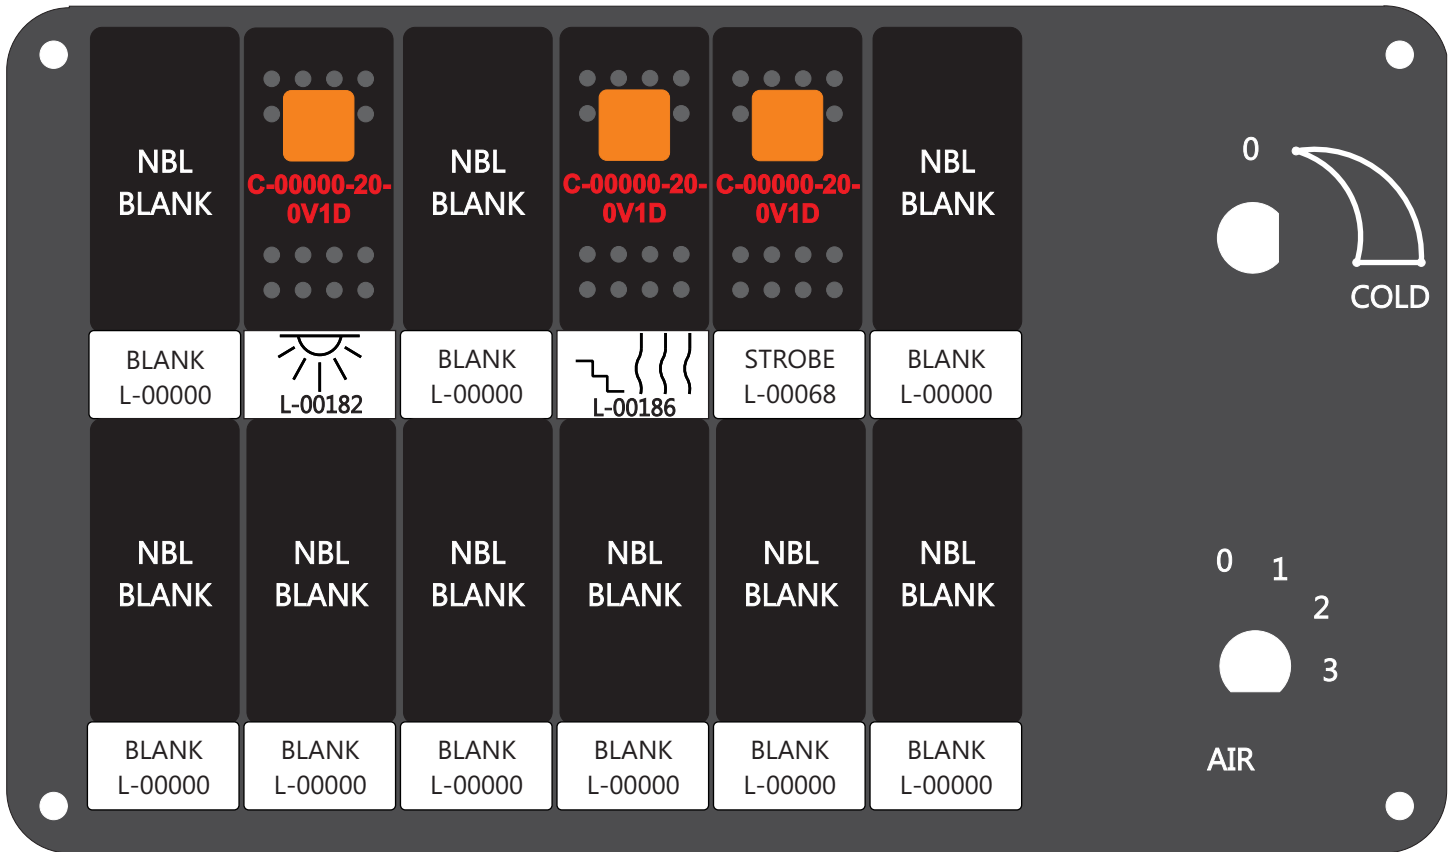 NBL
BLANK
C-00000-20-
0V1D
NBL
BLANK
C-00000-20-
0V1D
C-00000-20-
0V1D
NBL
BLANK
0
COLD
BLANK
L-00000
L-00182
BLANK
L-00000
L-00186
STROBE
L-00068
BLANK
L-00000
NBL
BLANK
NBL
BLANK
NBL
BLANK
NBL
BLANK
NBL
BLANK
NBL
BLANK
0
1
2
3
AIR
BLANK
L-00000
BLANK
L-00000
BLANK
L-00000
BLANK
L-00000
BLANK
L-00000
BLANK
L-00000